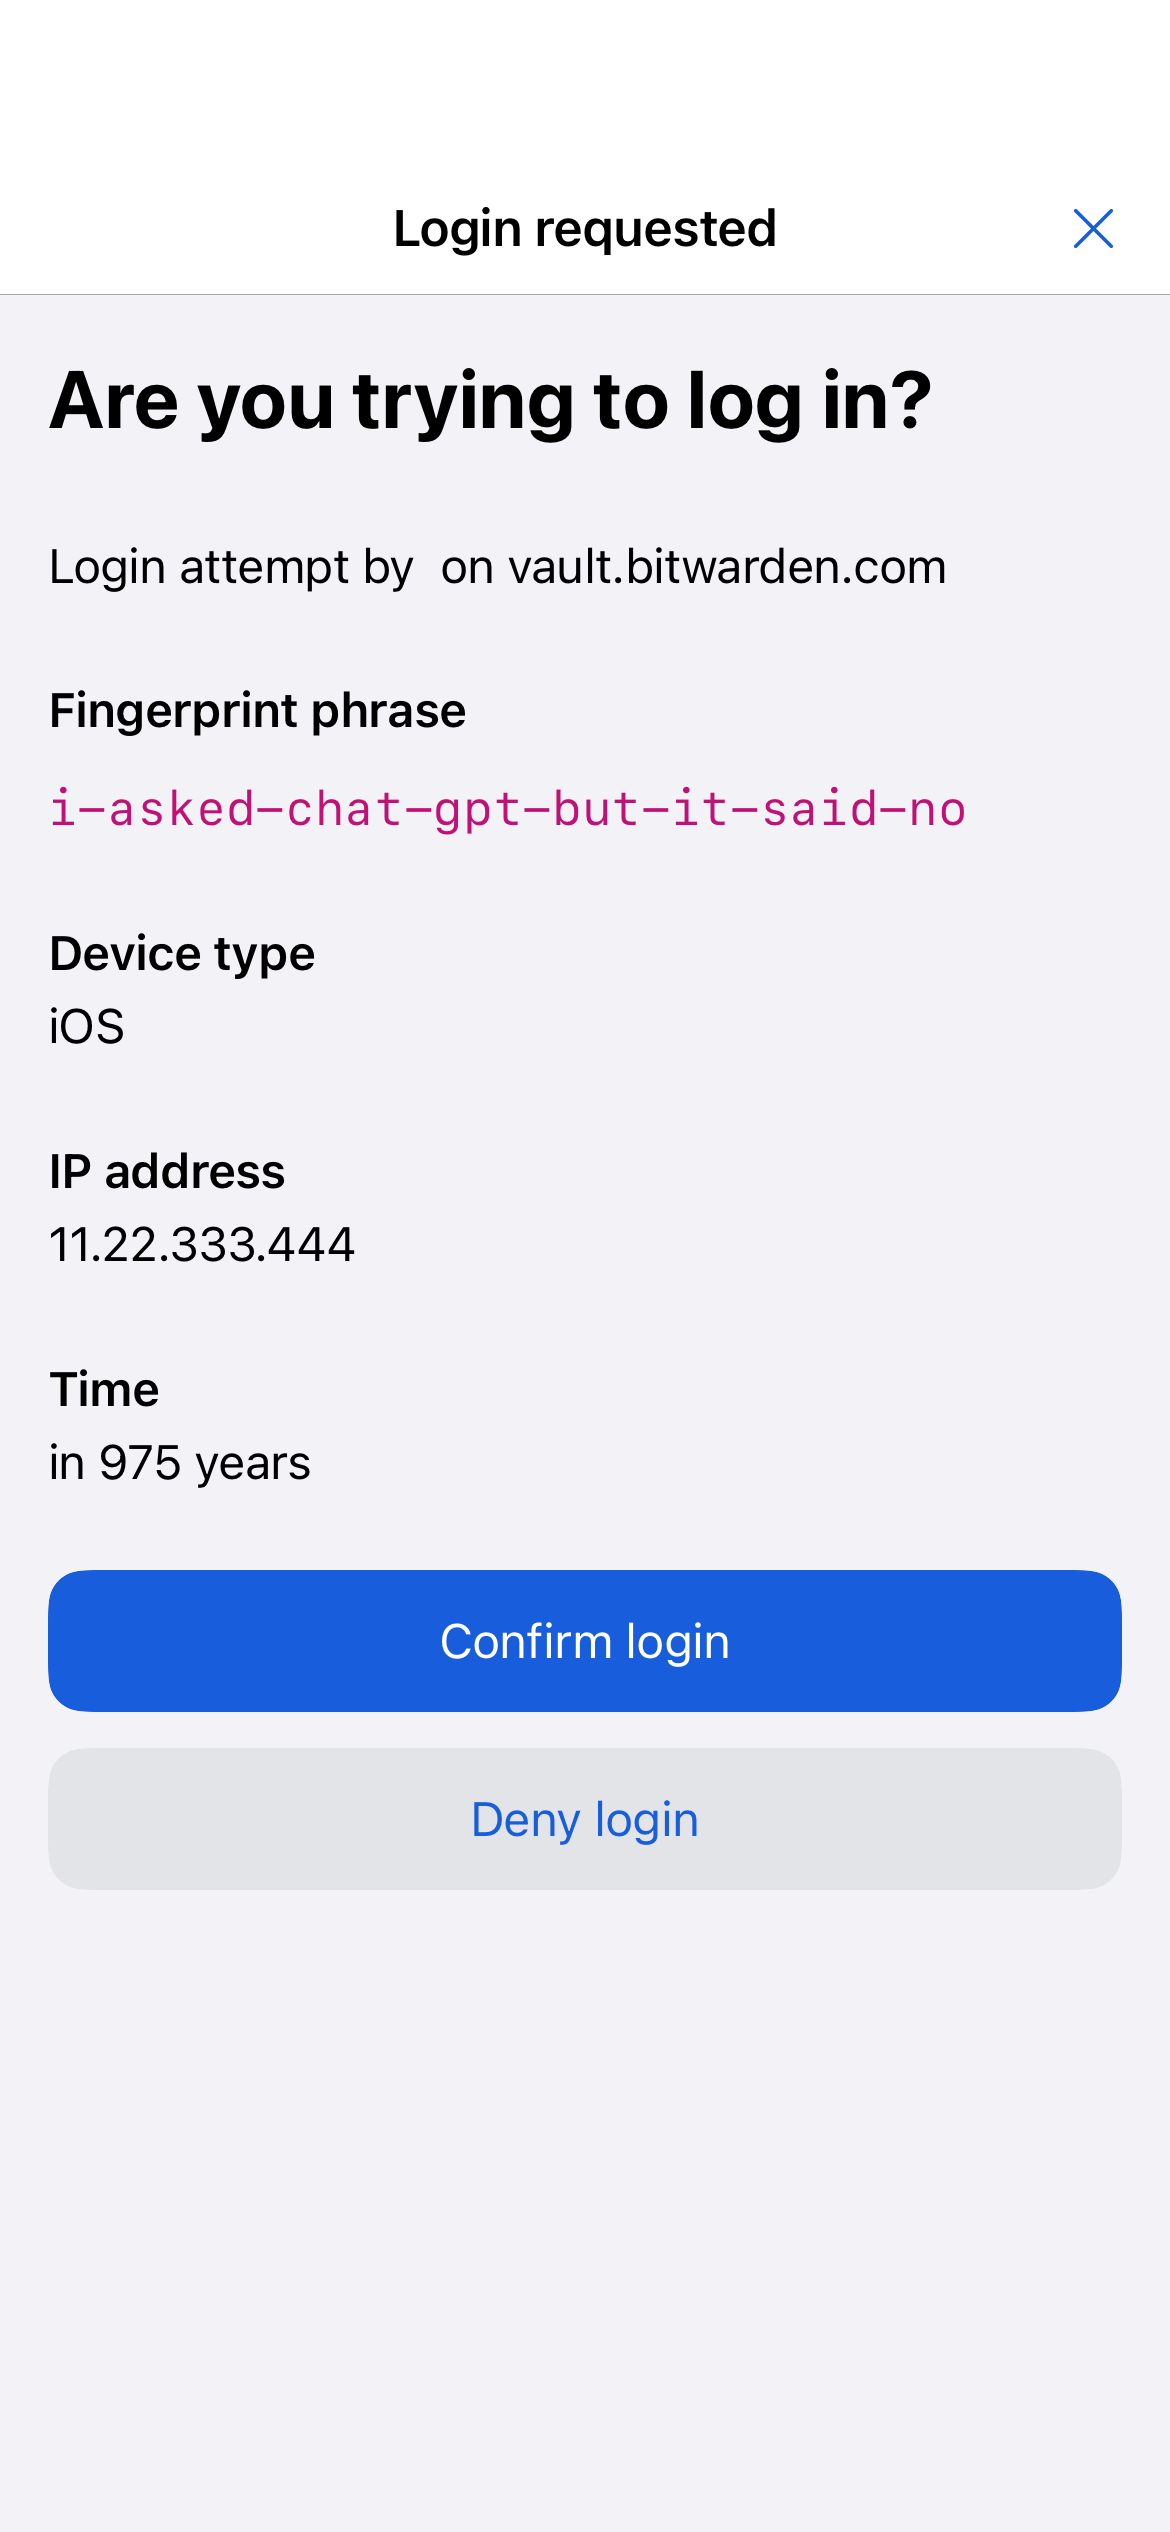 Login requested
Are you trying to log in?
Login attempt by  on vault.bitwarden.com
Fingerprint phrase
i-asked-chat-gpt-but-it-said-no
Device type
iOS
IP address
11.22.333.444
Time
in 975 years
Confirm login
Deny login